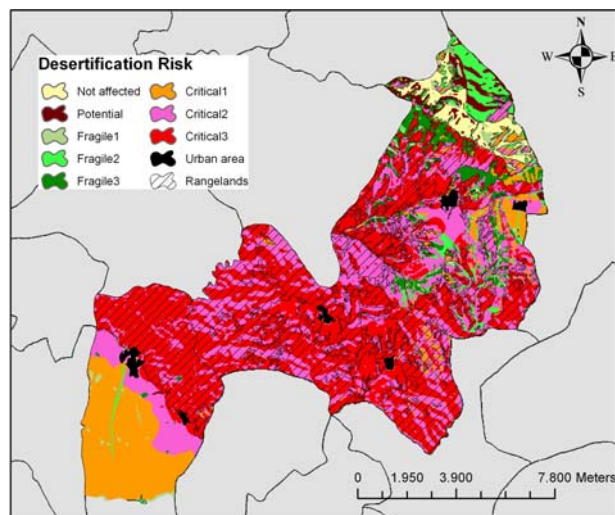 N
W E
S
Desertification Risk
Not affected
Potential
Fragile1
Fragile2
Fragile3
Critical1
Critical2
Critical3
Urban area
Rangelands
0 1.950 3.900 7.800 Meters